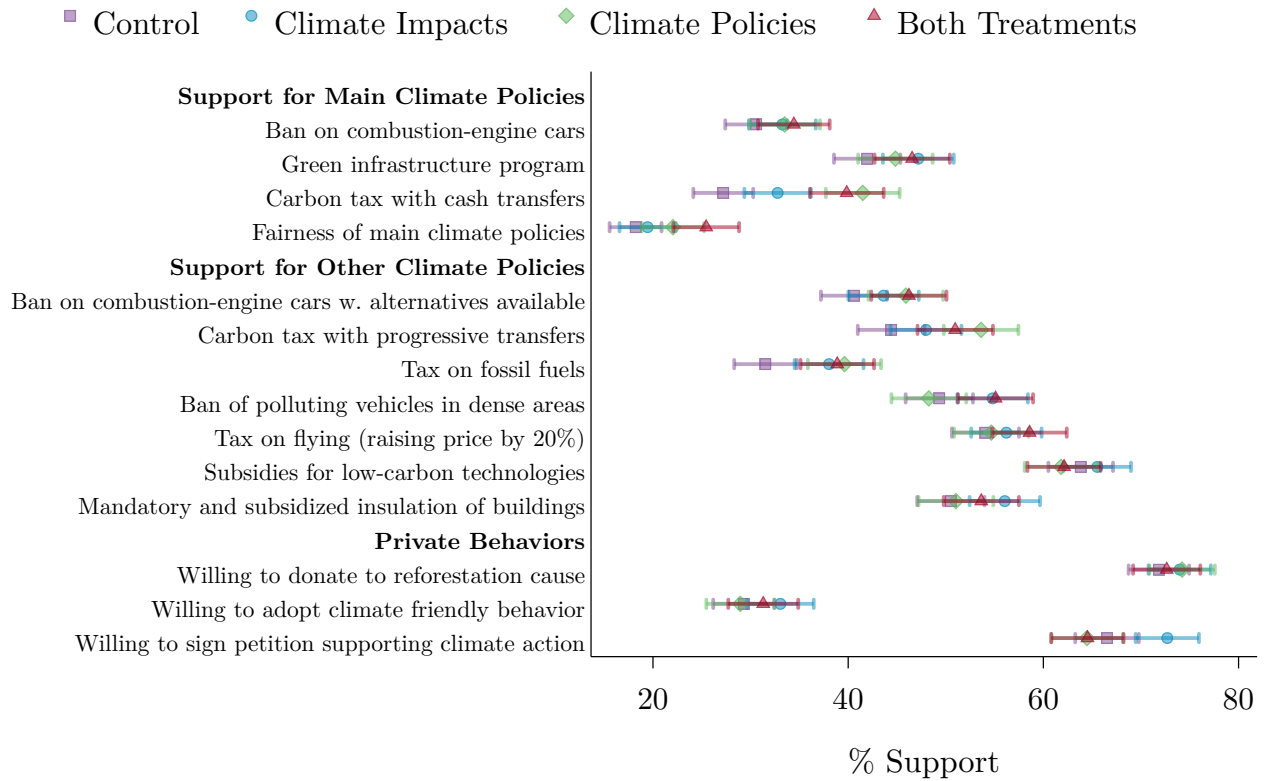 Control Climate Impacts Climate Policies Both Treatments
Support for Main Climate Policies
Ban on combustion-engine cars
Green infrastructure program
Carbon tax with cash transfers
Fairness of main climate policies
Support for Other Climate Policies
Ban on combustion-engine cars w. alternatives available
Carbon tax with progressive transfers
Tax on fossil fuels
Ban of polluting vehicles in dense areas
Tax on flying (raising price by 20%)
Subsidies for low-carbon technologies
Mandatory and subsidized insulation of buildings
Private Behaviors
Willing to donate to reforestation cause
Willing to adopt climate friendly behavior
Willing to sign petition supporting climate action
20 40 60 80
% Support